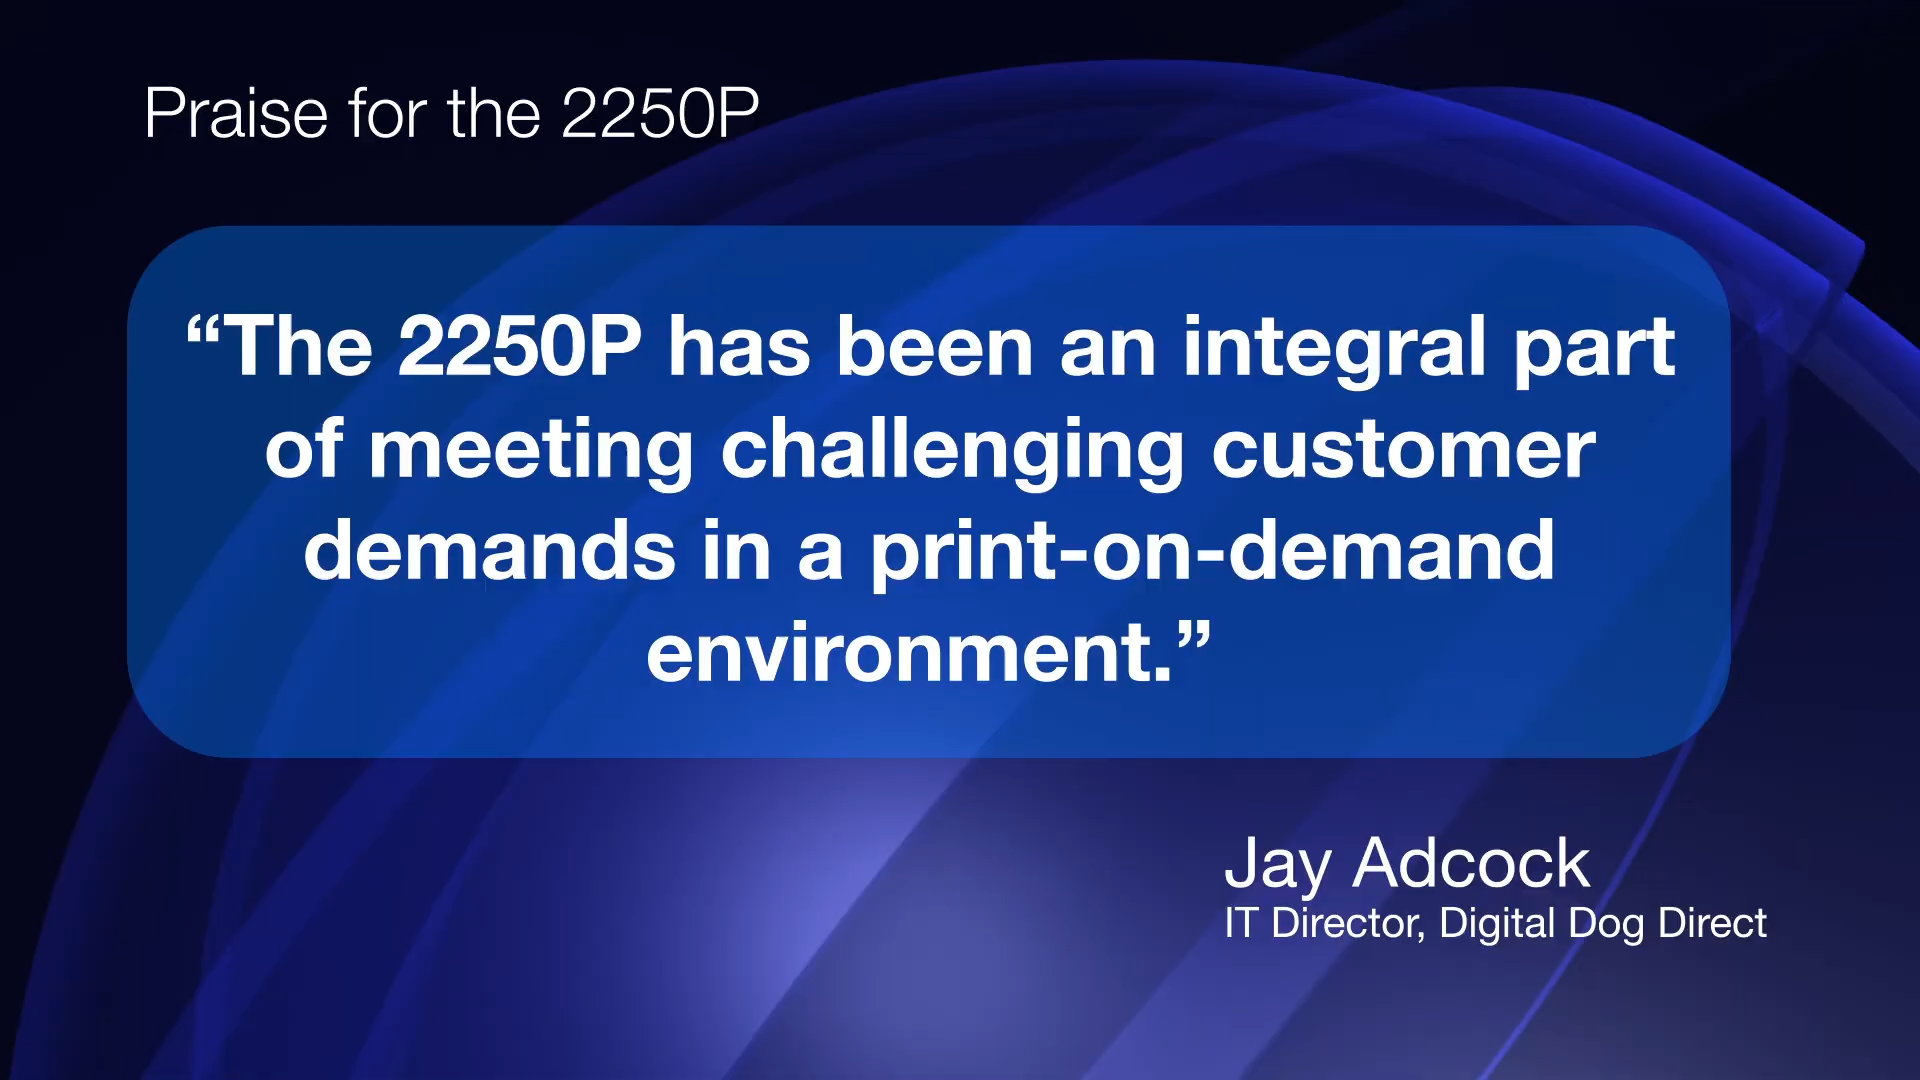 Praise for the 2250P
“The 2250P has been an integral part
of meeting challenging customer
demands in a print-on-demand
environment.”
Jay Adcock
IT Director, Digital Dog Direct